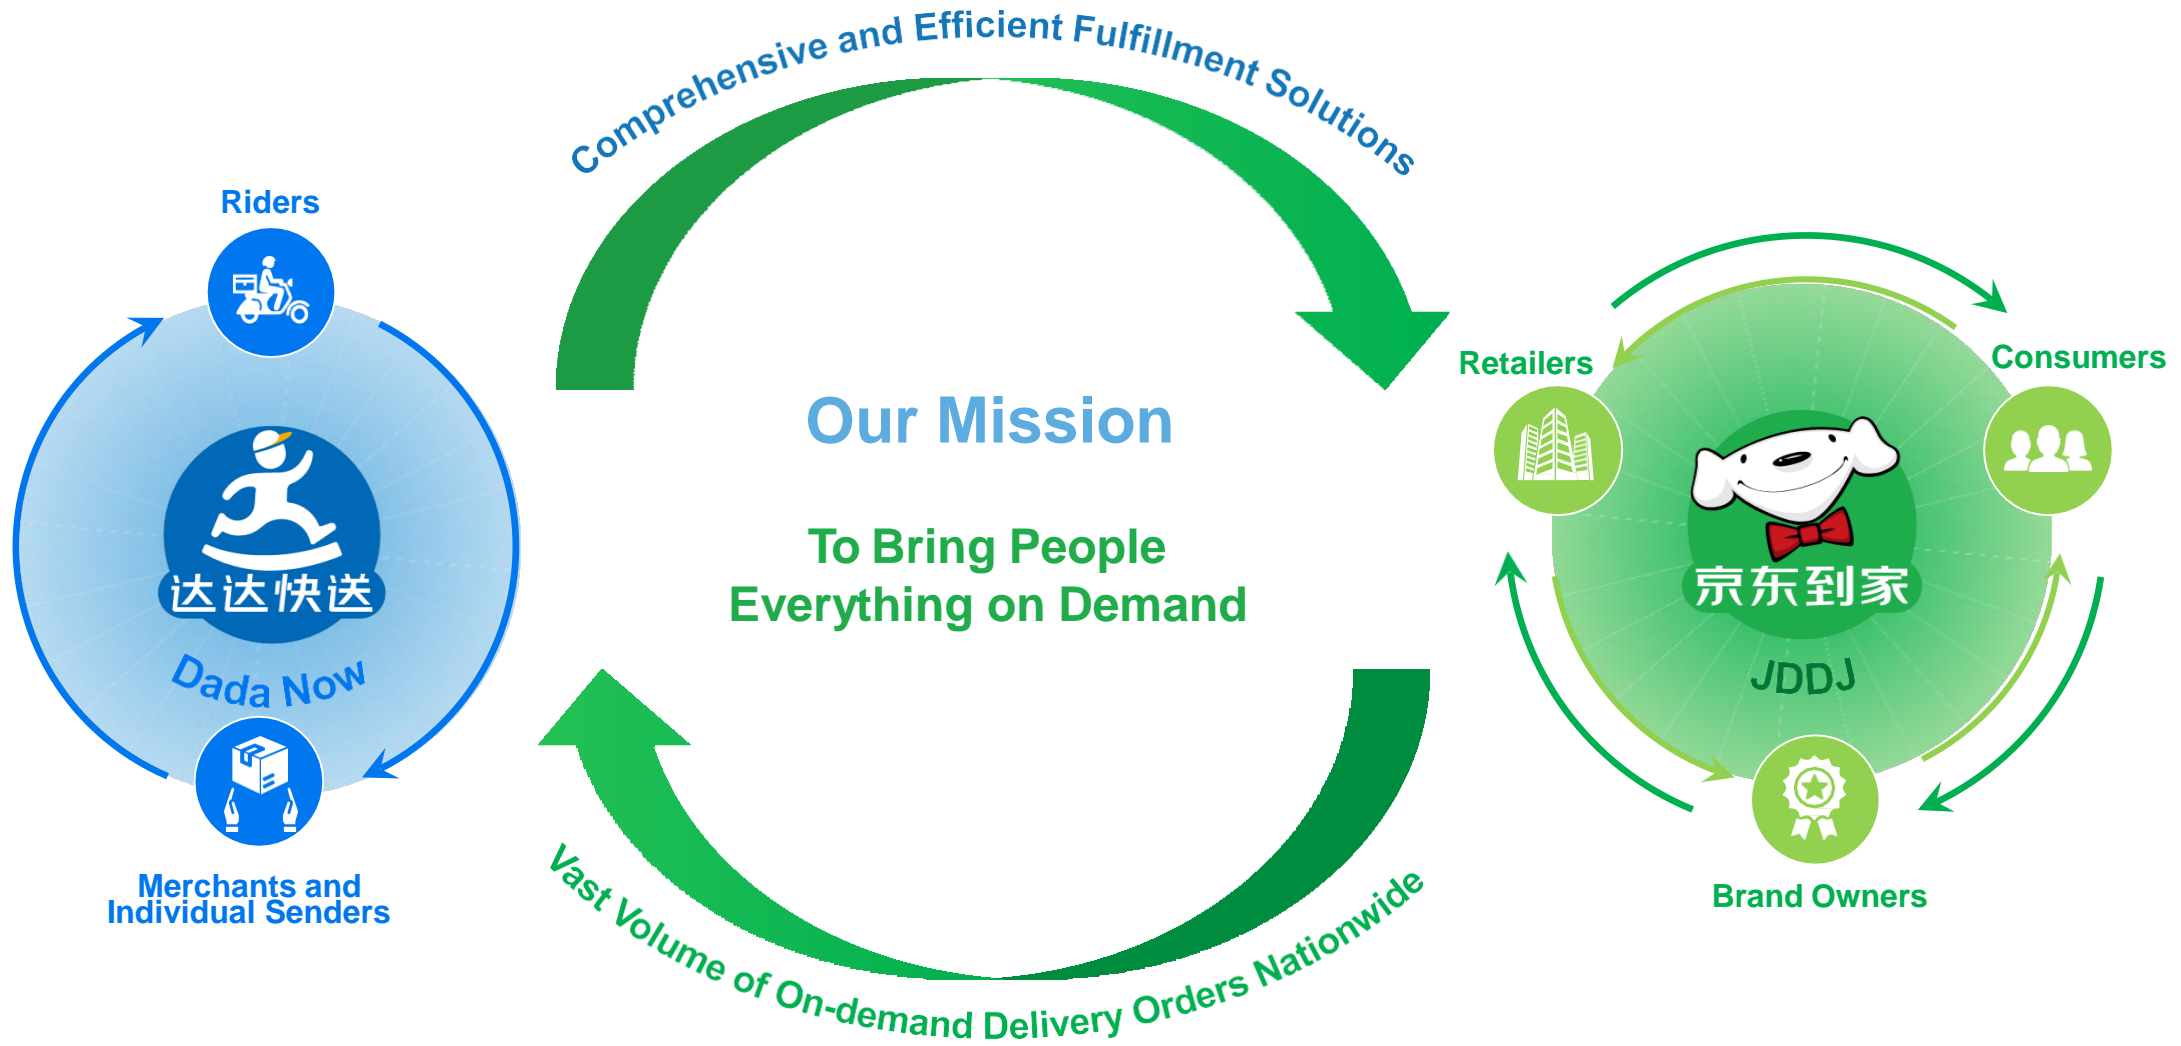 Comprehensive and Efficient Fulfillment Solutions
Riders
达达快送
Dada Now
Merchants and
Individual Senders
Our Mission
To Bring People
Everything on Demand
Retailers
Consumers
京东到家
JDDJ
Brand Owners
Vast Volume of On-demand Delivery Orders Nationwide